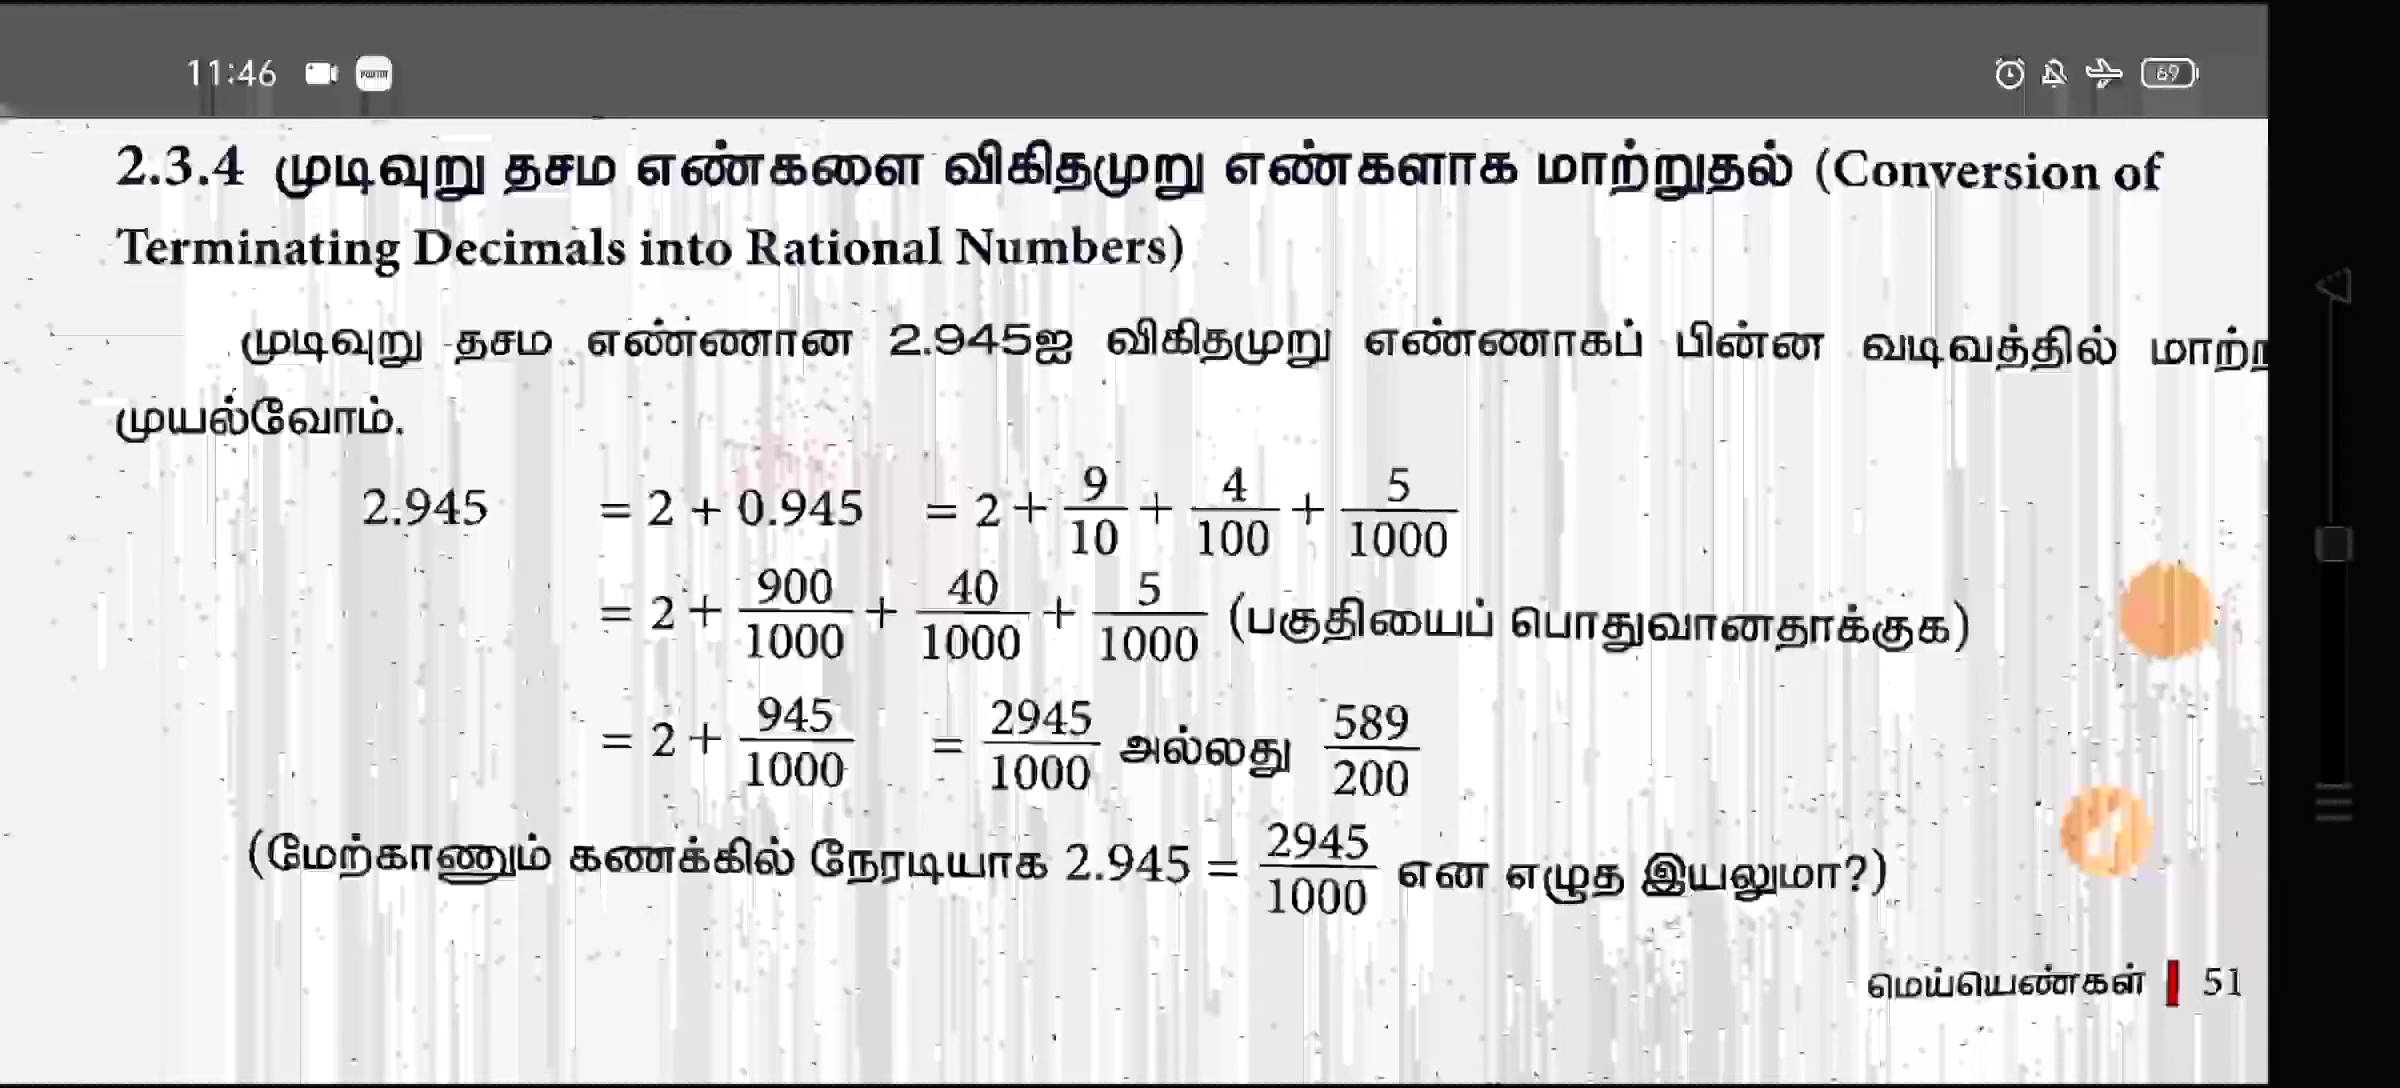 11:46
69
2.3.4 முடிவுறு தசம எண்களை விகிதமுறு எண்களாக மாற்றுதல் (Conversion of
Terminating Decimals into Rational Numbers)
முடிவுறு தசம எண்ணான 2.945ஐ விகிதமுறு எண்ணாகப் பின்ன வடிவத்தில்
முயல்வோம்.
2.945 = 2 + 0.945 = 2 + 9/10 + 4/100 + 5/1000
= 2 + 900/1000 + 40/1000 + 5/1000 (பகுதியைப் பொதுவானதாக்குக)
= 2 + 945/1000 = 2945/1000 அல்லது 589/200
(மேற்காணும் கணக்கில் நேரடியாக 2.945 = 2945/1000 என எழுத இயலுமா?)
மெய்யெண்கள் 51